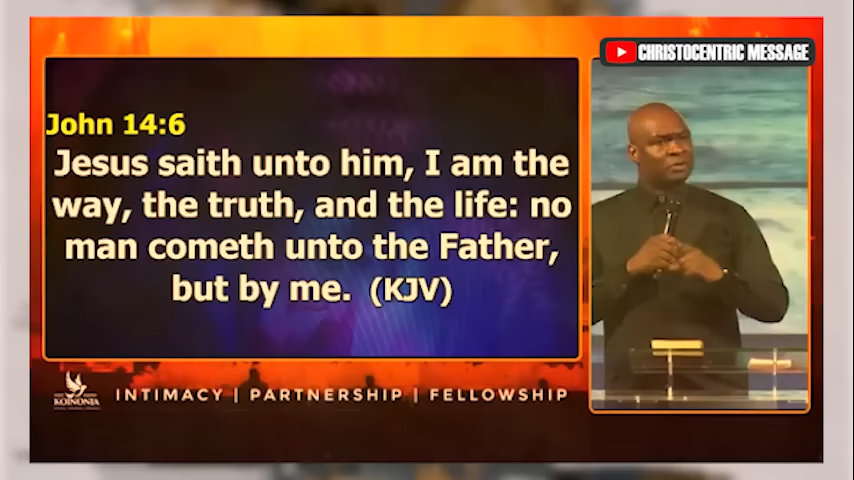 CHRISTOCENTRIC MESSAGE
John 14:6
Jesus saith unto him, I am the
way, the truth, and the life: no
man cometh unto the Father,
but by me. (KJV)
KOINONIA
INTIMACY | PARTNERSHIP | FELLOWSHIP